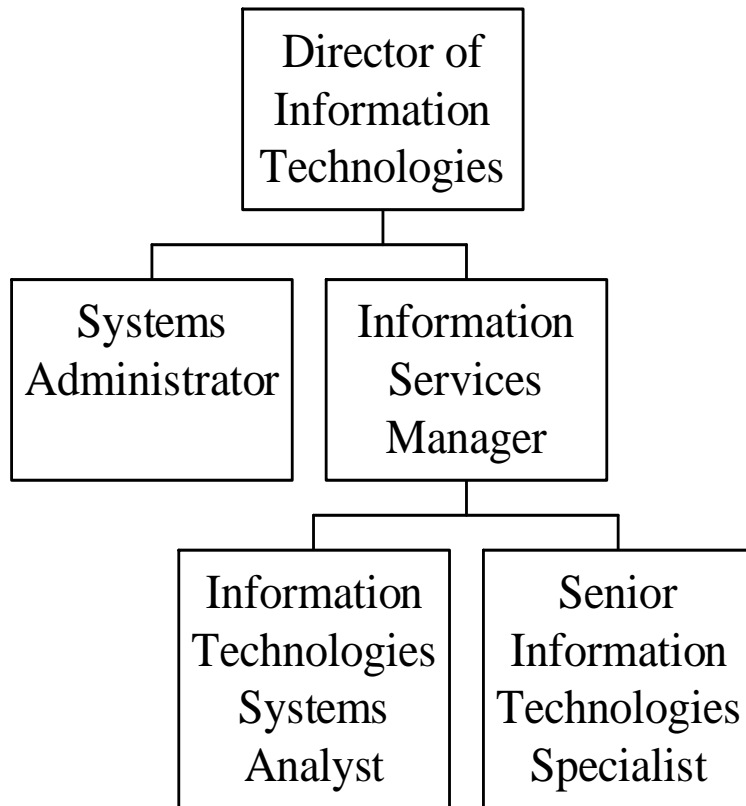 Director of
Information
Technologies
Systems
Administrator
Information
Services
Manager
Information
Technologies
Systems
Analyst
Senior
Information
Technologies
Specialist